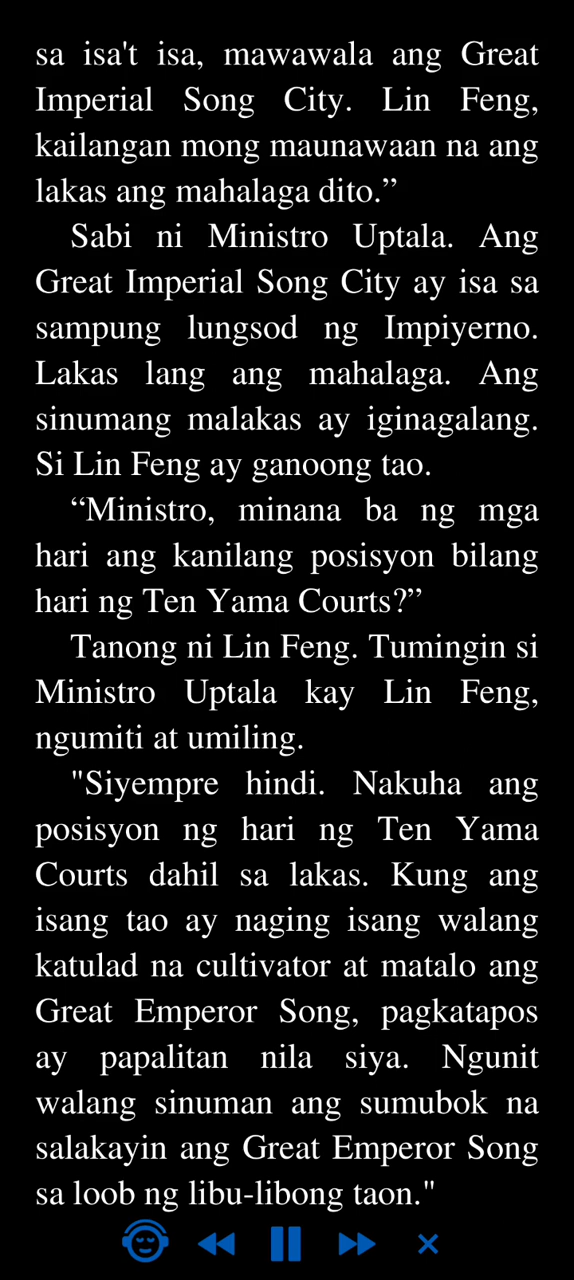 sa isa't isa, mawawala ang Great
Imperial Song City. Lin Feng,
kailangan mong maunawaan na ang
lakas ang mahalaga dito.”
Sabi ni Ministro Uptala. Ang
Great Imperial Song City ay isa sa
sampung lungsod ng Impiyerno.
Lakas lang ang mahalaga. Ang
sinumang malakas ay iginagalang.
Si Lin Feng ay ganoong tao.
“Ministro, minana ba ng mga
hari ang kanilang posisyon bilang
hari ng Ten Yama Courts?”
Tanong ni Lin Feng. Tumingin si
Ministro Uptala kay Lin Feng,
ngumiti at umiling.
"Siyempre hindi. Nakuha ang
posisyon ng hari ng Ten Yama
Courts dahil sa lakas. Kung ang
isang tao ay naging isang walang
katulad na cultivator at matalo ang
Great Emperor Song, pagkatapos
ay papalitan nila siya. Ngunit
walang sinuman ang sumubok na
salakayin ang Great Emperor Song
sa loob ng libu-libong taon."